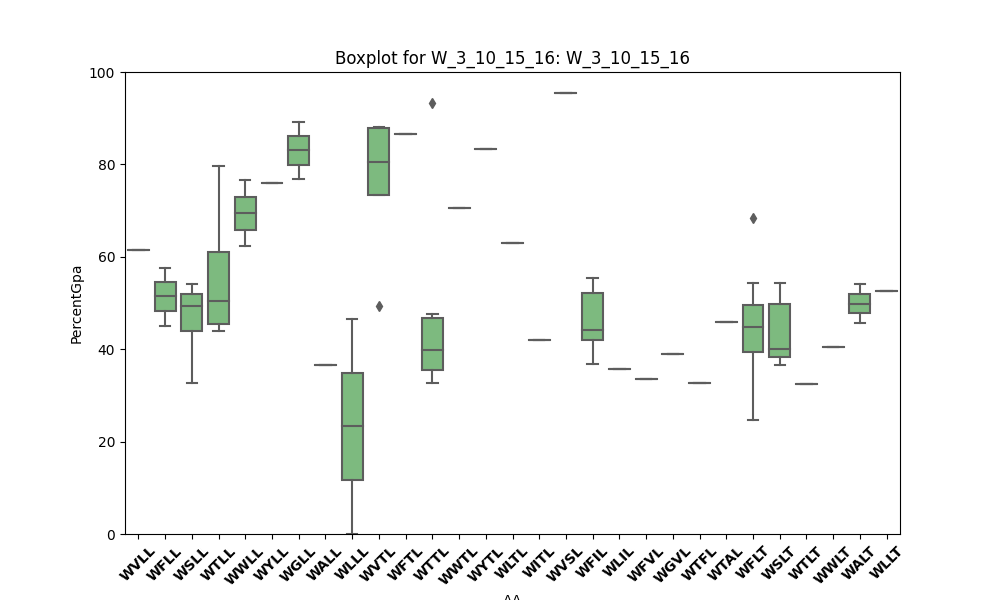 Boxplot for W_3_10_15_16: W_3_10_15_16
100
80
60
40
20
0
PercentGpa
WVLL WFLL WSLL WTLL WWLL WYLL WGLL WALL WLLL WVTL WFTL WTTL WWTL WYTL WLTL WITL WVSL WFIL WLIL WFVL WGVL WTFL WTAL WFLT WSLT WTLT WWLT WALT WLLT
AA